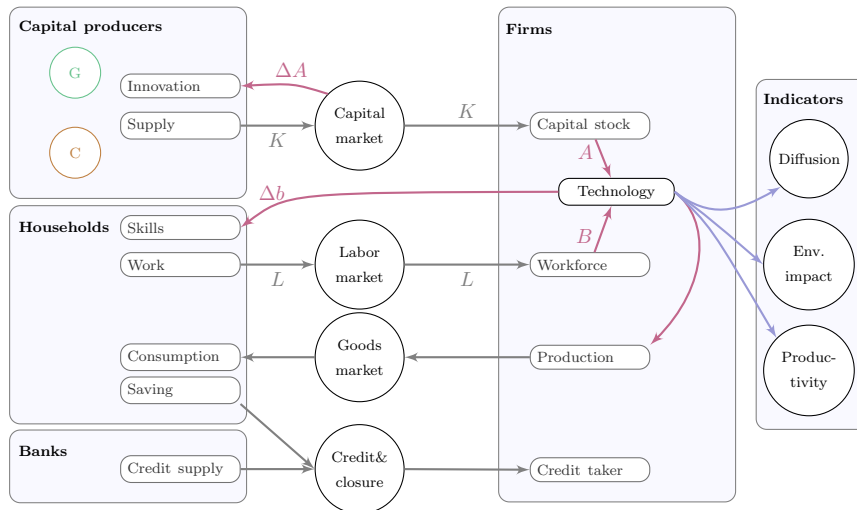 Capital producers
G
C
Innovation
Supply
ΔA
K
Capital
market
K
Firms
Capital stock
A
Technology
B
Workforce
Production
Credit taker
Δb
Households
Skills
Work
L
Labor
market
L
Consumption
Saving
Goods
market
Banks
Credit supply
Credit&
closure
Indicators
Diffusion
Env.
impact
Produc-
tivity